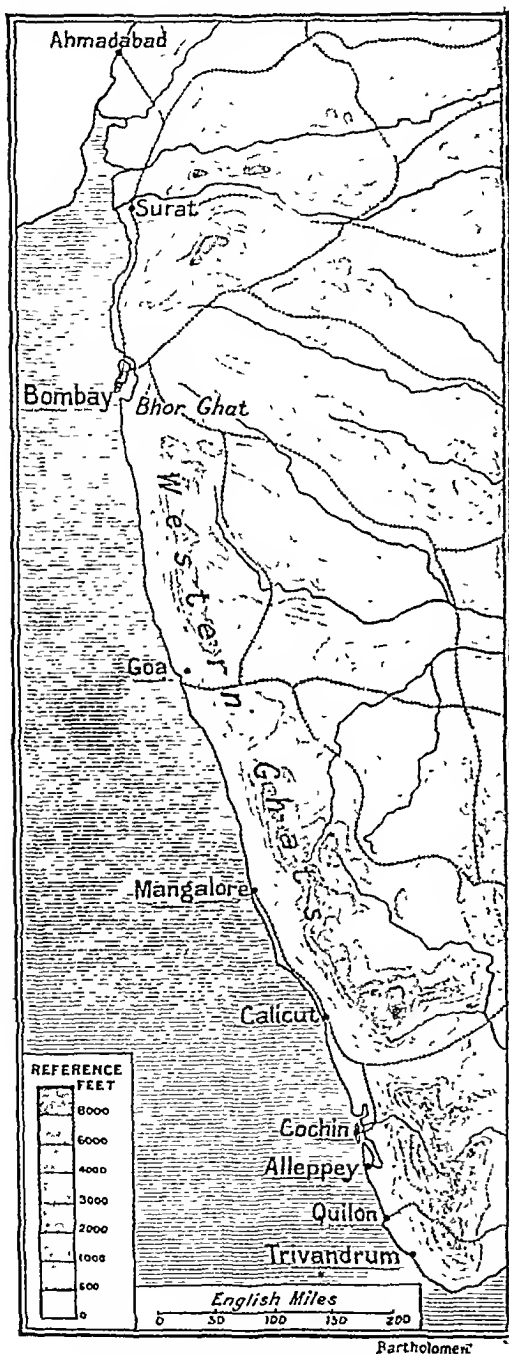 Ahmadabad
Surat
Bombay
Bhor Ghat
Western
Goa
Ghats
Mangalore
Calicut
REFERENCE
FEET
8000
6000
4000
3000
2000
1000
500
0
Cochin
Alleppey
Quilon
Trivandrum
English Miles
0 50 100 150 200